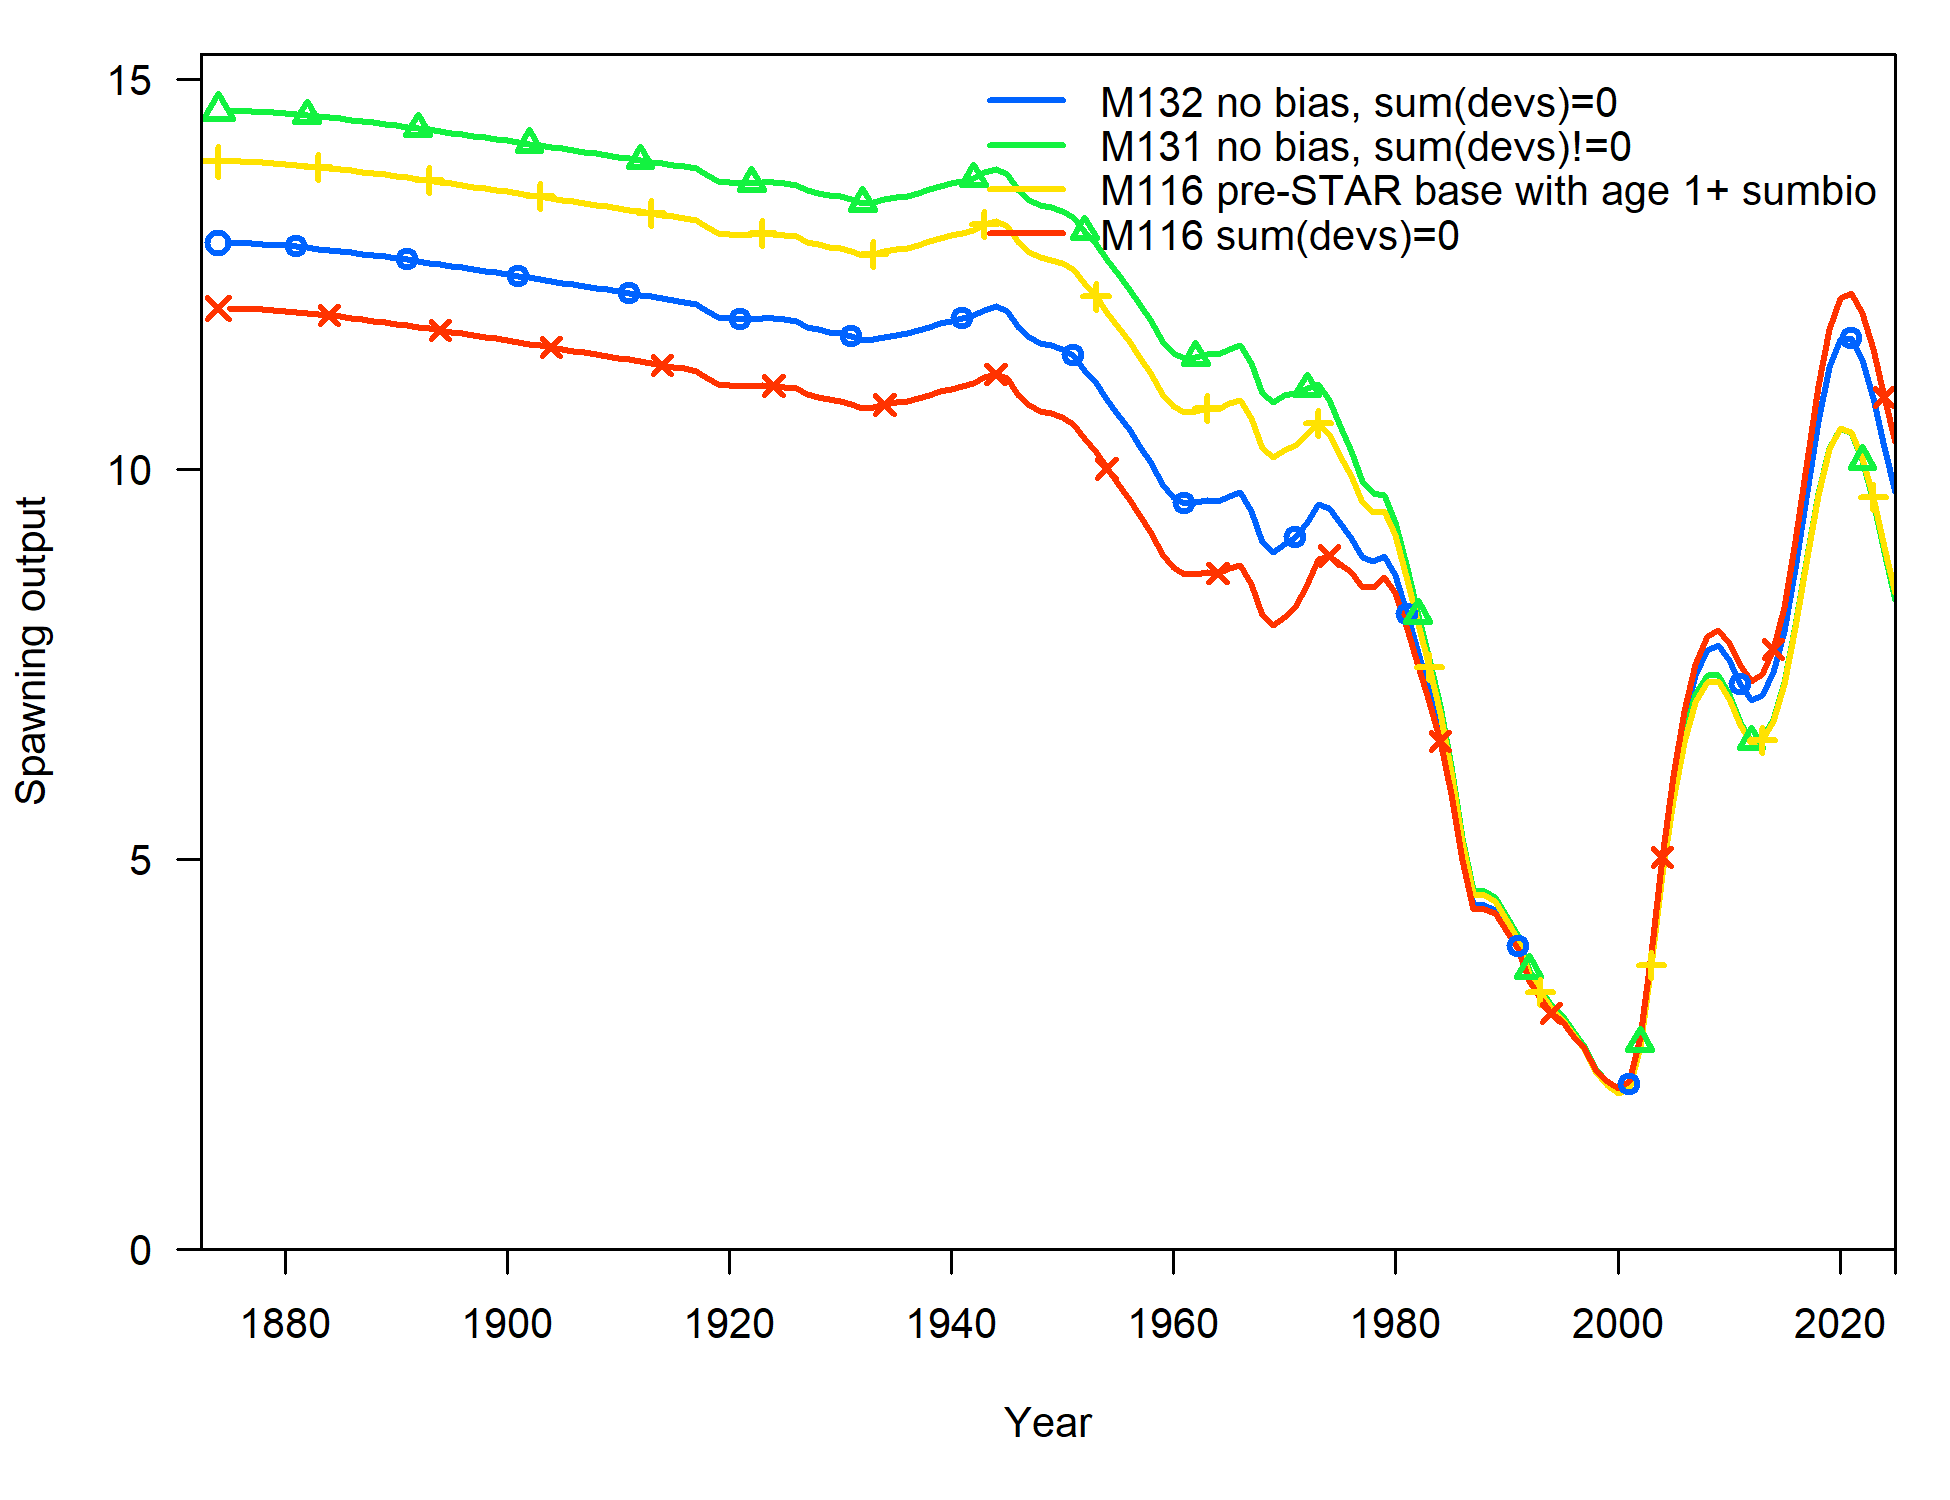 M132 no bias, sum(devs)=0
M131 no bias, sum(devs)!=0
M116 pre-STAR base with age 1+ sumbio
M116 sum(devs)=0
15
10
5
0
Spawning output
1880 1900 1920 1940 1960 1980 2000 2020
Year